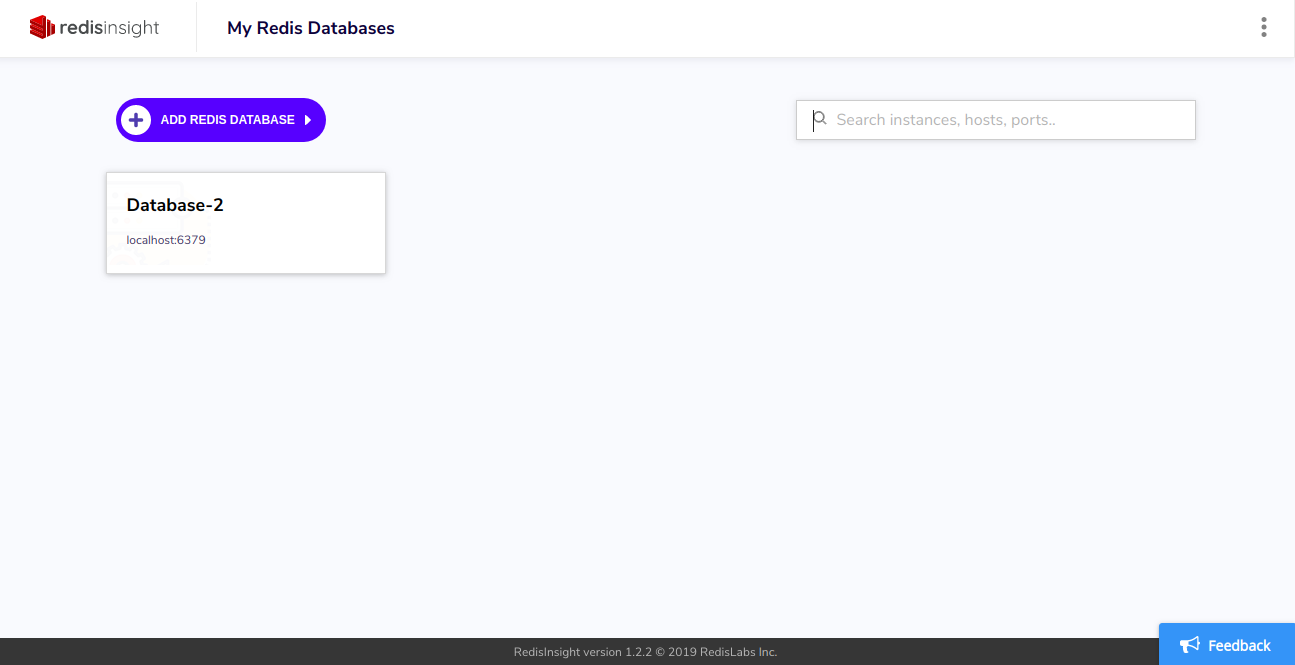 redisinsight
My Redis Databases
ADD REDIS DATABASE
Search instances, hosts, ports..
Database-2
localhost:6379
RedisInsight version 1.2.2 © 2019 RedisLabs Inc.
Feedback